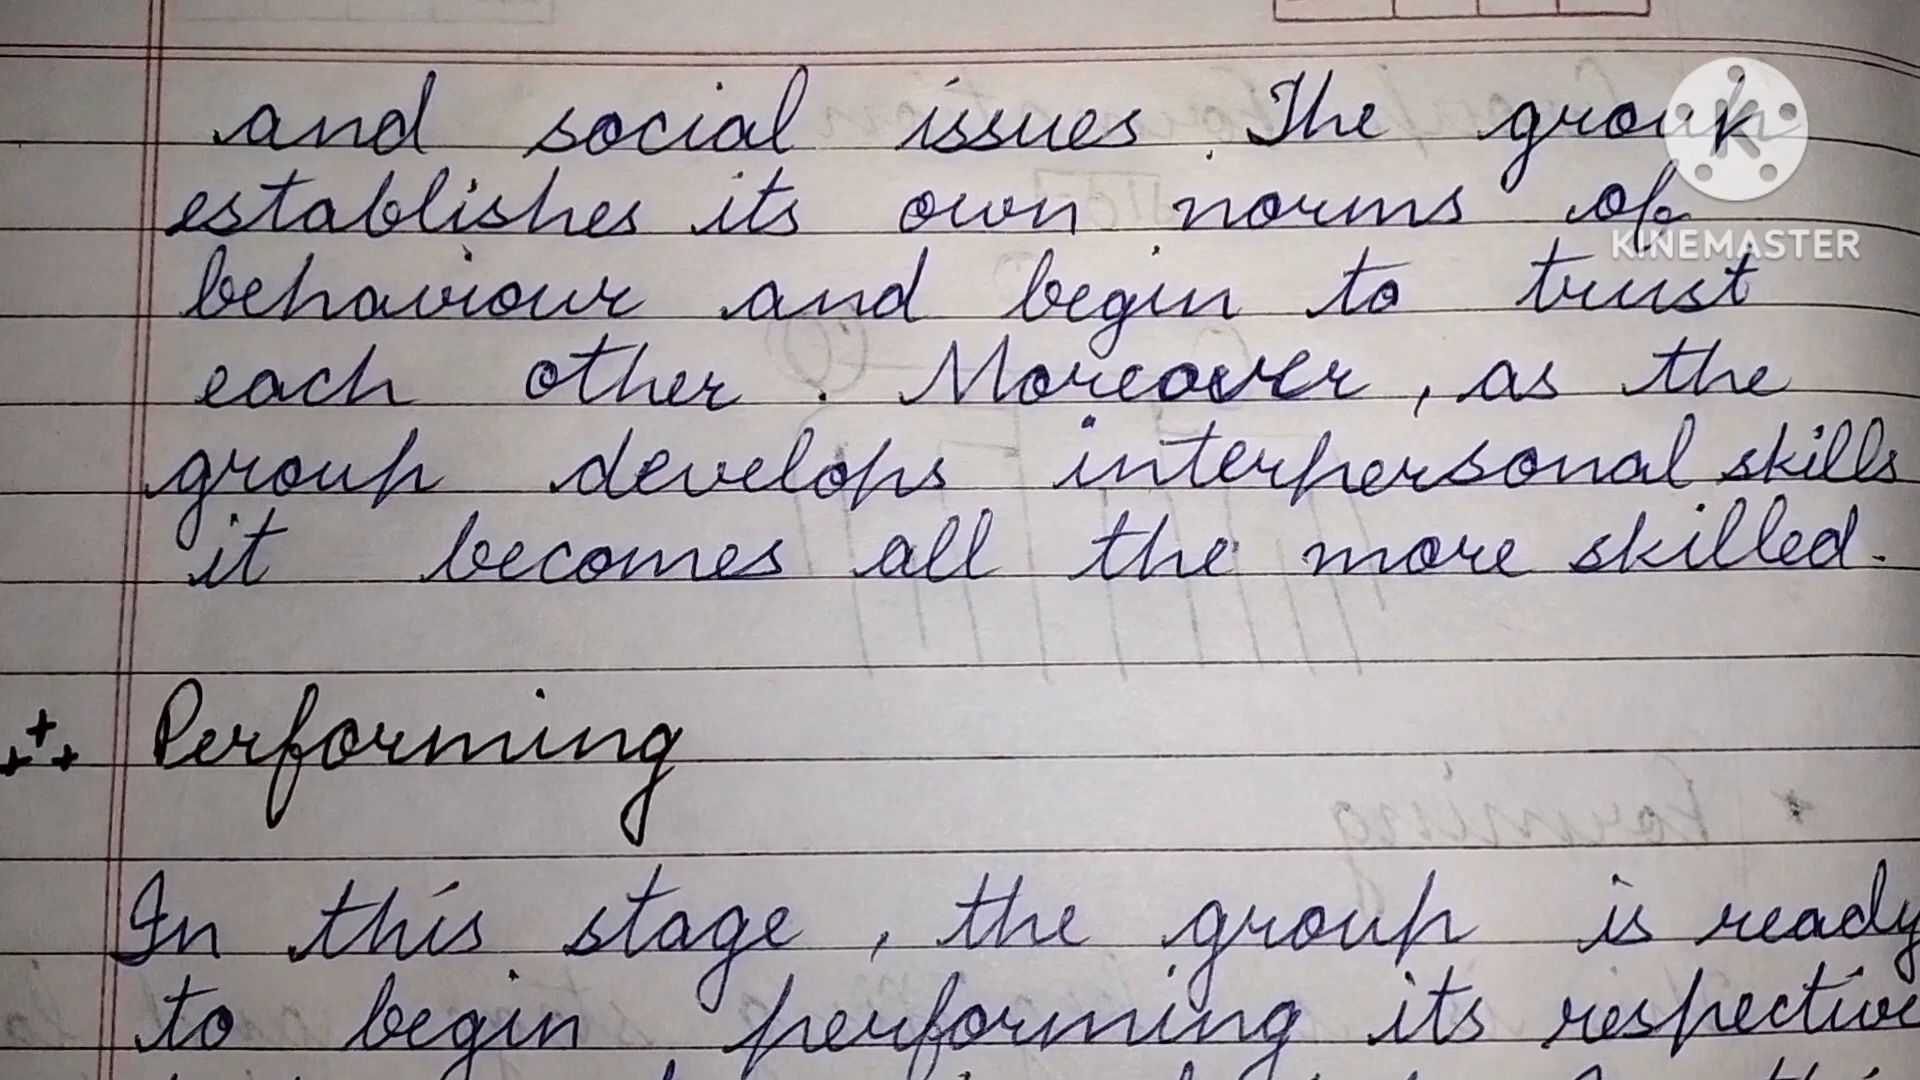 and social issues. The group
establishes its own norms of
KINEMASTER
behaviour and begin to trust
each other. Moreover, as the
group develops interpersonal skills
it becomes all the more skilled.
Performing
In this stage, the group is ready
to begin performing its respective